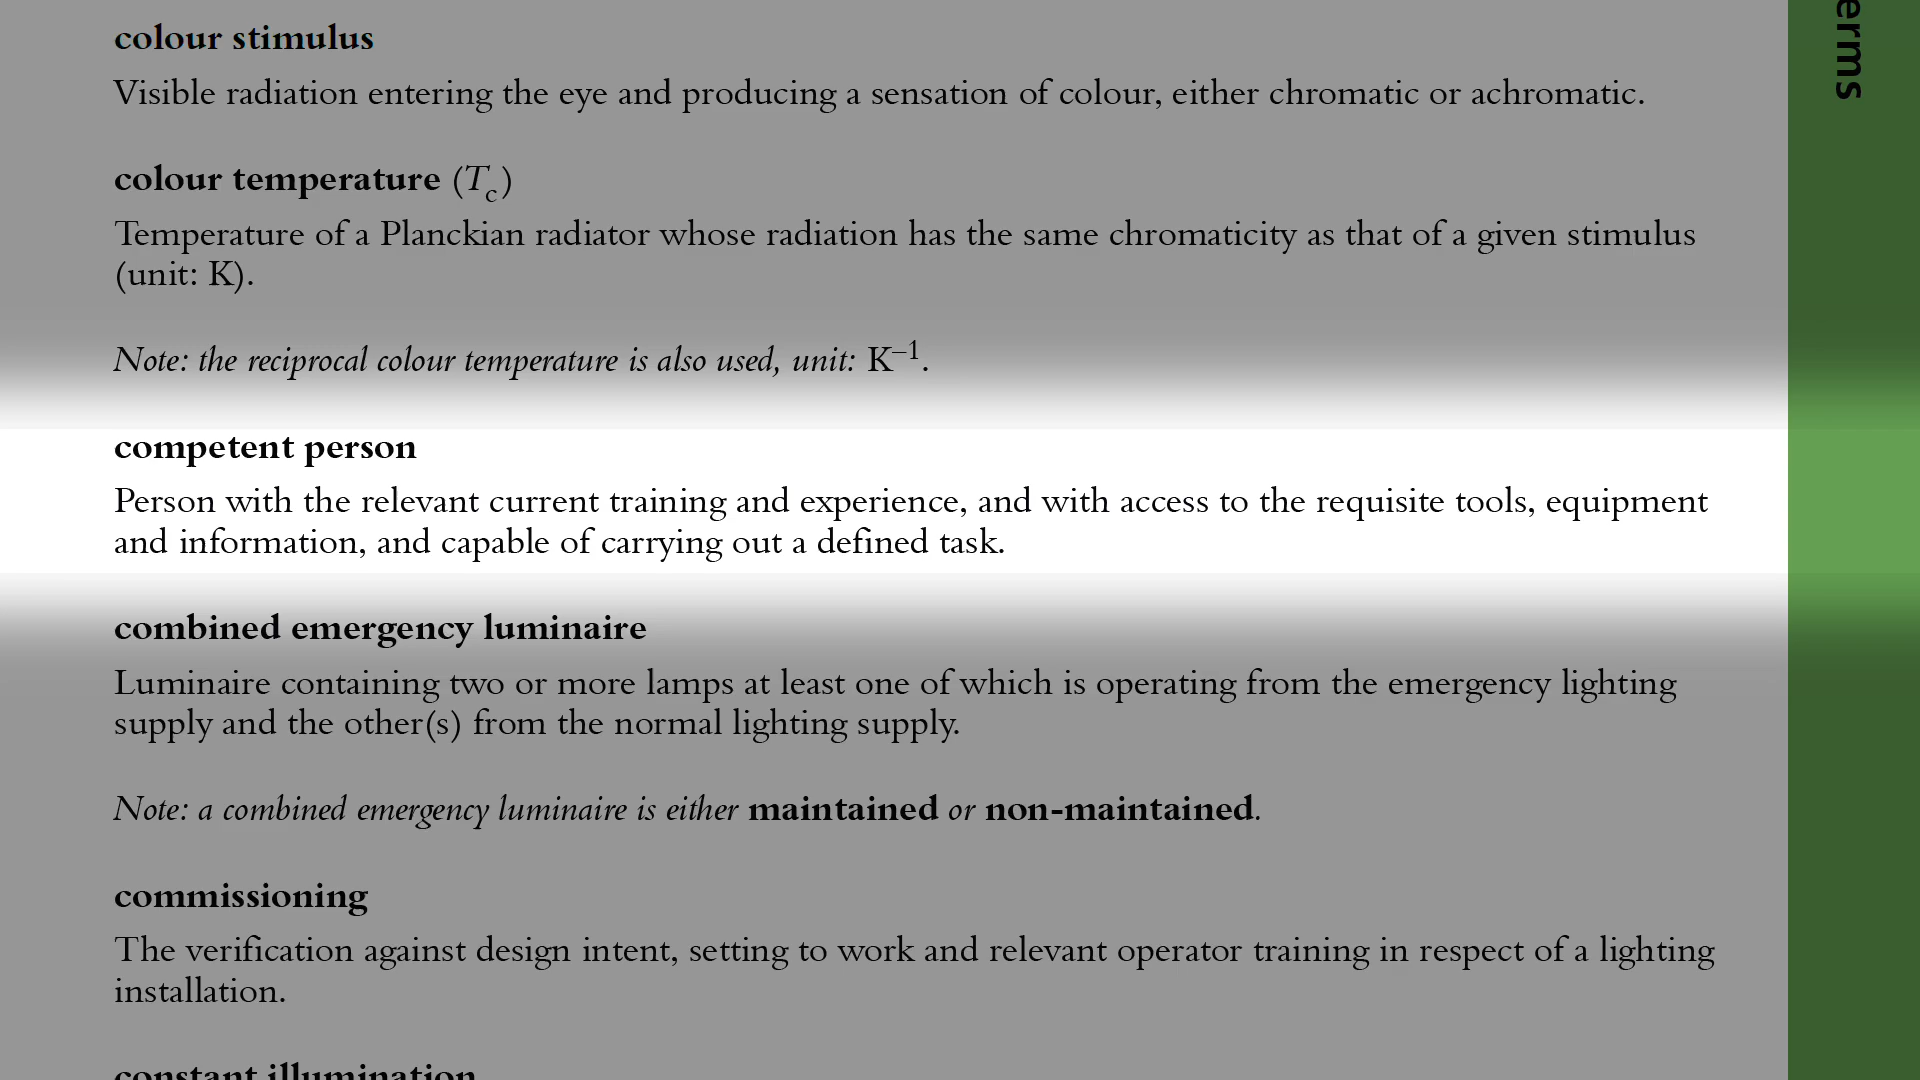 colour stimulus
Visible radiation entering the eye and producing a sensation of colour, either chromatic or achromatic.
colour temperature (Tc)
Temperature of a Planckian radiator whose radiation has the same chromaticity as that of a given stimulus
(unit: K).
Note: the reciprocal colour temperature is also used, unit: K–1.
competent person
Person with the relevant current training and experience, and with access to the requisite tools, equipment
and information, and capable of carrying out a defined task.
combined emergency luminaire
Luminaire containing two or more lamps at least one of which is operating from the emergency lighting
supply and the other(s) from the normal lighting supply.
Note: a combined emergency luminaire is either maintained or non-maintained.
commissioning
The verification against design intent, setting to work and relevant operator training in respect of a lighting
installation.
constant illumination
erms